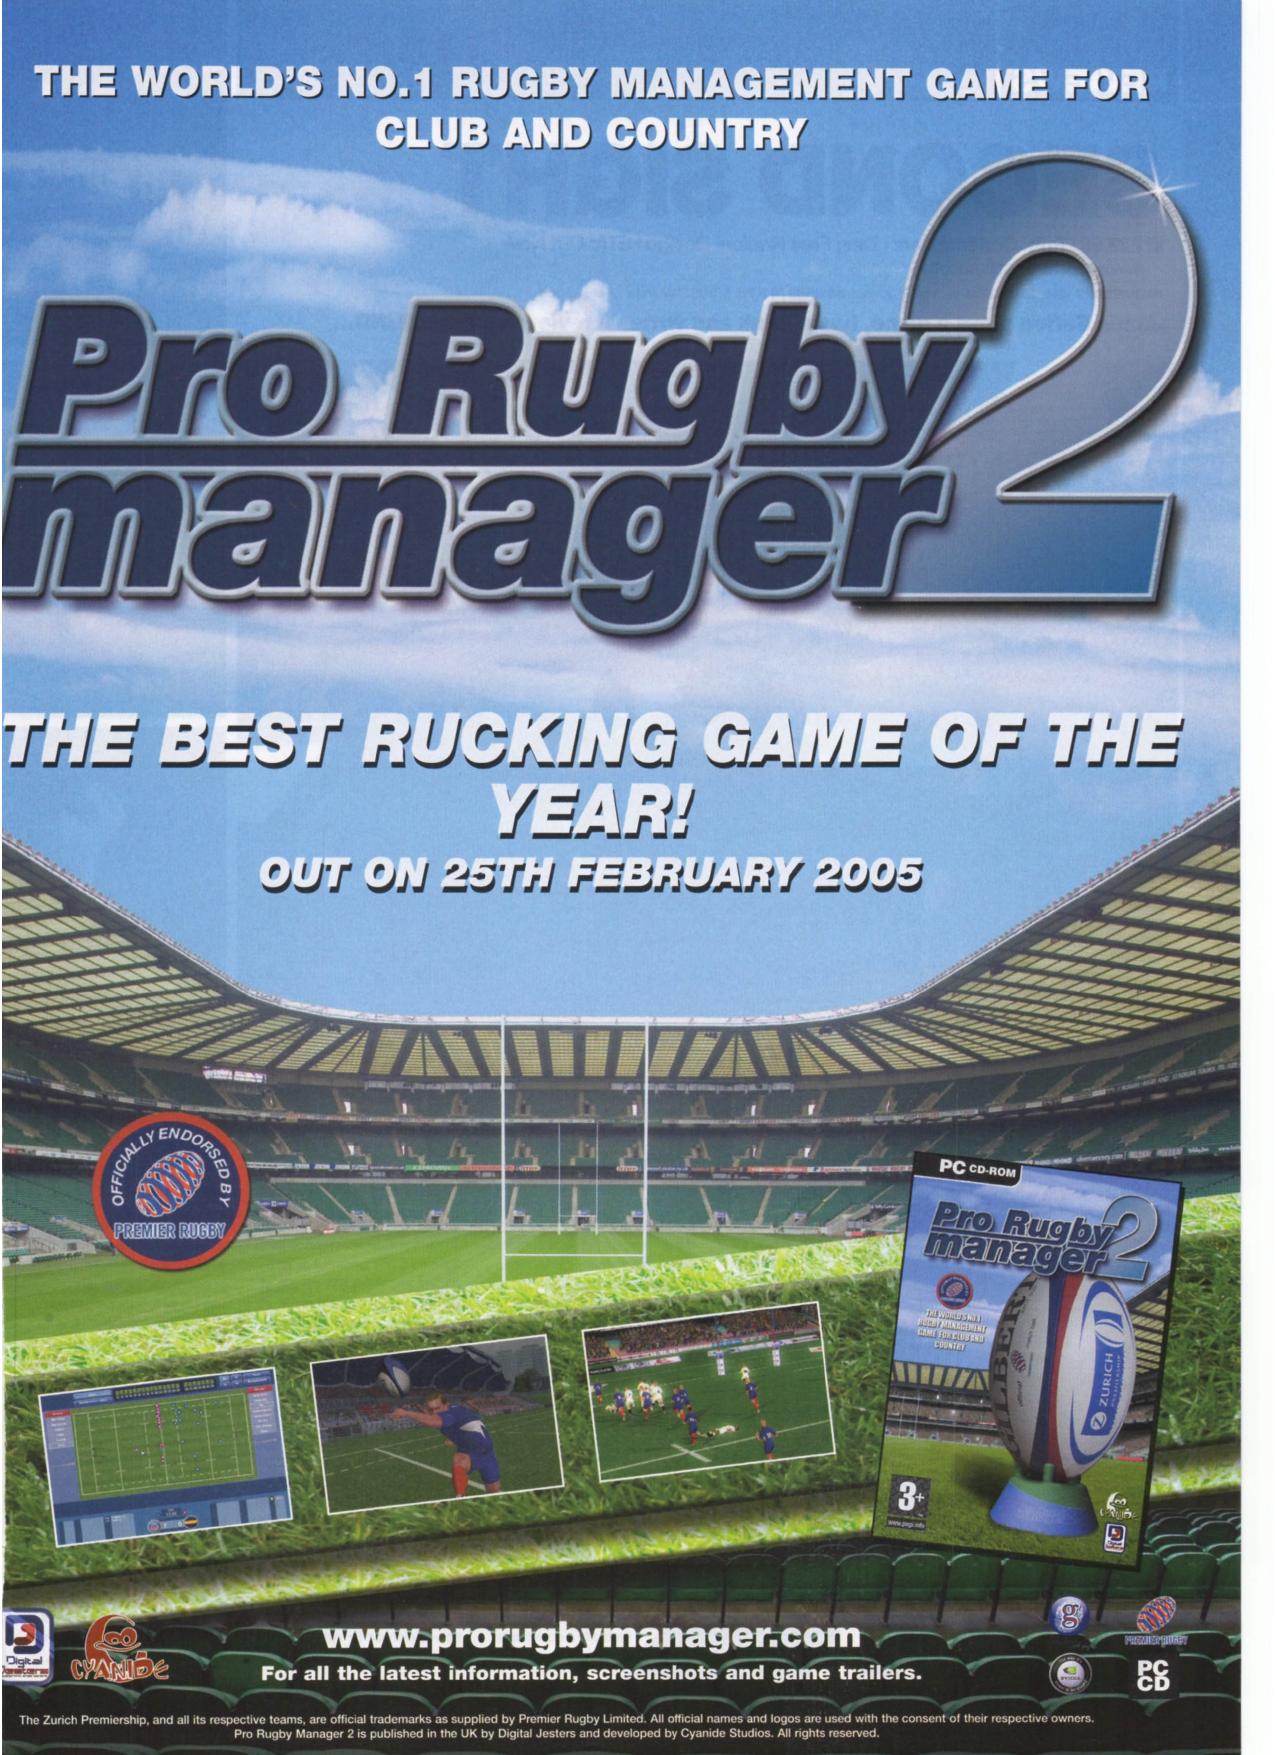 THE WORLD'S NO.1 RUGBY MANAGEMENT GAME FOR
CLUB AND COUNTRY
Pro Rugby
manager 2
THE BEST RUCKING GAME OF THE
YEAR!
OUT ON 25TH FEBRUARY 2005
OFFICIALLY ENDORSED BY
PREMIER RUGBY
PC CD-ROM
Pro Rugby
manager 2
THE WORLD'S NO.1
RUGBY MANAGEMENT
GAME FOR CLUB AND
COUNTRY
ZURICH
3+
www.pegi.info
CYANIDE
Digital
Jesters
g
PREMIER RUGBY
Digital
Jesters
CYANIDE
www.prorugbymanager.com
For all the latest information, screenshots and game trailers.
PC
CD
The Zurich Premiership, and all its respective teams, are official trademarks as supplied by Premier Rugby Limited. All official names and logos are used with the consent of their respective owners.
Pro Rugby Manager 2 is published in the UK by Digital Jesters and developed by Cyanide Studios. All rights reserved.